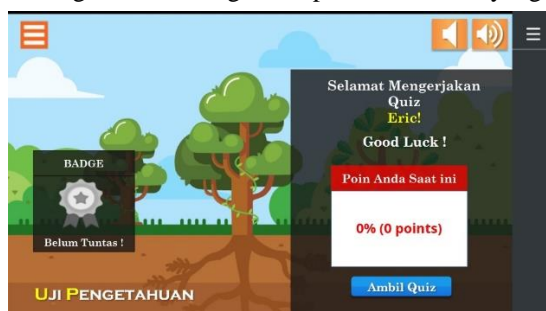 Selamat Mengerjakan
Quiz
Eric!
Good Luck !
BADGE
Belum Tuntas !
Poin Anda Saat ini
0% (0 points)
Ambil Quiz
UJI PENGETAHUAN